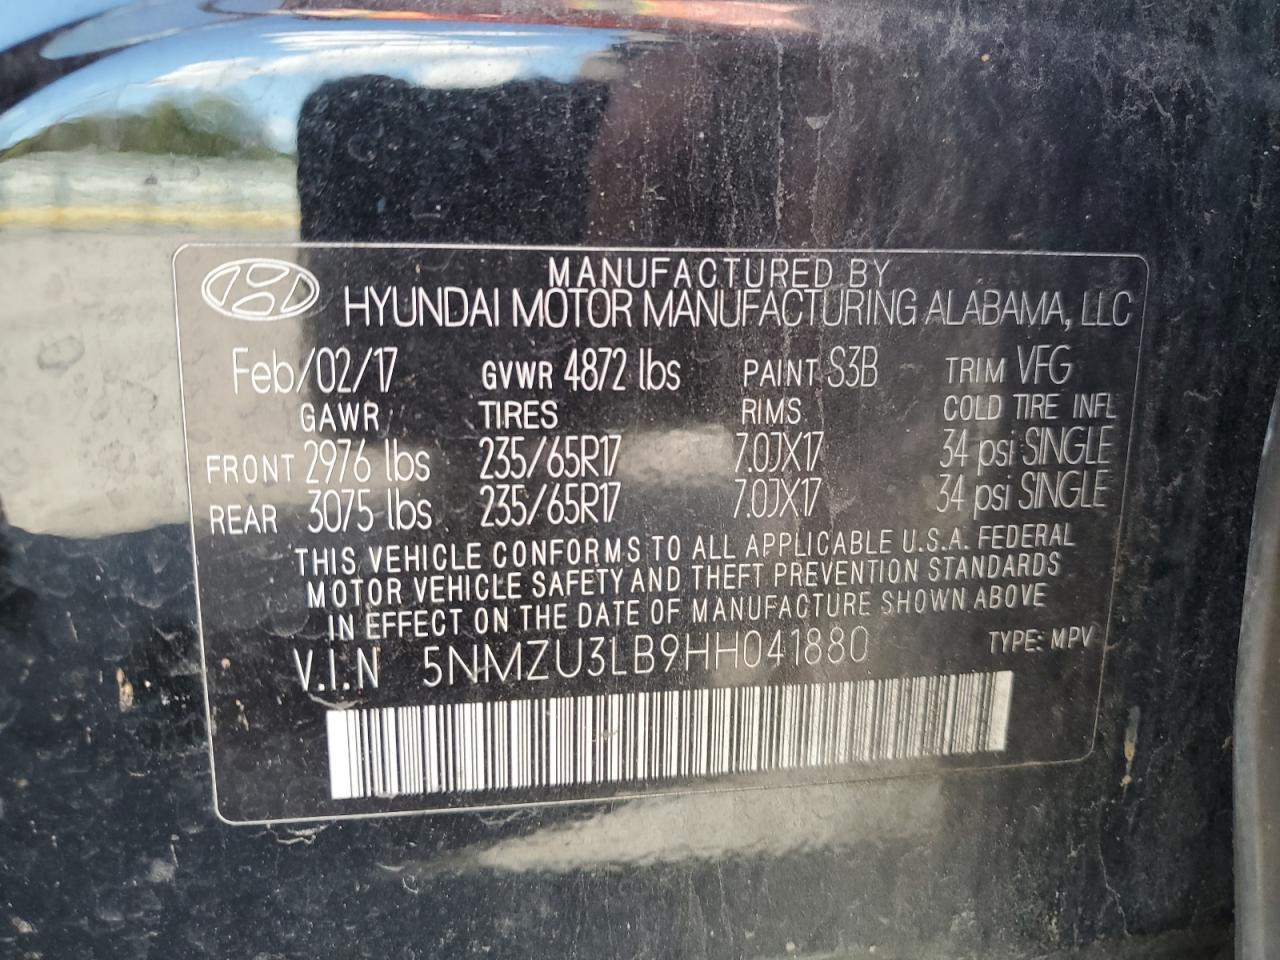 MANUFACTURED BY
HYUNDAI MOTOR MANUFACTURING ALABAMA, LLC
Feb/02/17 GVWR 4872 lbs PAINT S3B TRIM VFG
GAWR TIRES RIMS COLD TIRE INFL
FRONT 2976 lbs 235/65R17 7.0JX17 34 psi SINGLE
REAR 3075 lbs 235/65R17 7.0JX17 34 psi SINGLE
THIS VEHICLE CONFORMS TO ALL APPLICABLE U.S.A. FEDERAL
MOTOR VEHICLE SAFETY AND THEFT PREVENTION STANDARDS
IN EFFECT ON THE DATE OF MANUFACTURE SHOWN ABOVE
V.I.N 5NMZU3LB9HH041880 TYPE: MPV